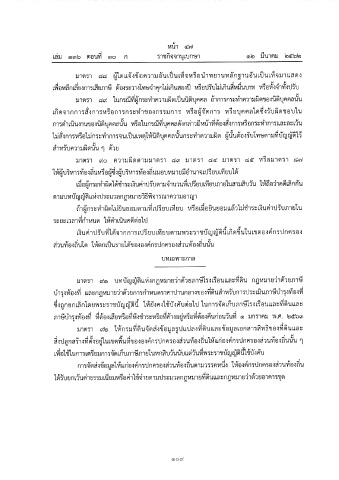 หน้า ๔๗
เล่ม ๑๓๖ ตอนที่ ๓๐ ก ราชกิจจานุเบกษา ๑๒ มีนาคม ๒๕๖๒
มาตรา ๘๘ ผู้ใดแจ้งข้อความอันเป็นเท็จหรือนำพยานหลักฐานอันเป็นเท็จมาแสดง
เพื่อหลีกเลี่ยงการเสียภาษี ต้องระวางโทษจำคุกไม่เกินสองปี หรือปรับไม่เกินสี่หมื่นบาท หรือทั้งจำทั้งปรับ
มาตรา ๘๙ ในกรณีที่ผู้กระทำความผิดเป็นนิติบุคคล ถ้าการกระทำความผิดของนิติบุคคลนั้น
เกิดจากการสั่งการหรือการกระทำของกรรมการ หรือผู้จัดการ หรือบุคคลใดซึ่งรับผิดชอบใน
การดำเนินงานของนิติบุคคลนั้น หรือในกรณีที่บุคคลดังกล่าวมีหน้าที่ต้องสั่งการหรือกระทำการและละเว้น
ไม่สั่งการหรือไม่กระทำการจนเป็นเหตุให้นิติบุคคลนั้นกระทำความผิด ผู้นั้นต้องรับโทษตามที่บัญญัติไว้
สำหรับความผิดนั้น ๆ ด้วย
มาตรา ๙๐ ความผิดตามมาตรา ๘๓ มาตรา ๘๔ มาตรา ๘๕ หรือมาตรา ๘๗
ให้ผู้บริหารท้องถิ่นหรือผู้ซึ่งผู้บริหารท้องถิ่นมอบหมายมีอำนาจเปรียบเทียบได้
เมื่อผู้กระทำผิดได้ชำระเงินค่าปรับตามจำนวนที่เปรียบเทียบภายในสามสิบวัน ให้ถือว่าคดีเลิกกัน
ตามบทบัญญัติแห่งประมวลกฎหมายวิธีพิจารณาความอาญา
ถ้าผู้กระทำผิดไม่ยินยอมตามที่เปรียบเทียบ หรือเมื่อยินยอมแล้วไม่ชำระเงินค่าปรับภายใน
ระยะเวลาที่กำหนด ให้ดำเนินคดีต่อไป
เงินค่าปรับที่ได้จากการเปรียบเทียบตามพระราชบัญญัตินี้เกิดขึ้นในเขตองค์กรปกครอง
ส่วนท้องถิ่นใด ให้ตกเป็นรายได้ขององค์กรปกครองส่วนท้องถิ่นนั้น
บทเฉพาะกาล
มาตรา ๙๑ บทบัญญัติแห่งกฎหมายว่าด้วยภาษีโรงเรือนและที่ดิน กฎหมายว่าด้วยภาษี
บำรุงท้องที่ และกฎหมายว่าด้วยการกำหนดราคาปานกลางของที่ดินสำหรับการประเมินภาษีบำรุงท้องที่
ซึ่งถูกยกเลิกโดยพระราชบัญญัตินี้ ให้ยังคงใช้บังคับต่อไป ในการจัดเก็บภาษีโรงเรือนและที่ดินและ
ภาษีบำรุงท้องที่ ที่ต้องเสียหรือที่พึงชำระหรือที่ค้างอยู่หรือที่ต้องคืนก่อนวันที่ ๑ มกราคม พ.ศ. ๒๕๖๓
มาตรา ๙๒ ให้กรมที่ดินจัดส่งข้อมูลรูปแปลงที่ดินและข้อมูลเอกสารสิทธิของที่ดินและ
สิ่งปลูกสร้างที่ตั้งอยู่ในเขตพื้นที่ขององค์กรปกครองส่วนท้องถิ่นให้แก่องค์กรปกครองส่วนท้องถิ่นนั้น ๆ
เพื่อใช้ในการเตรียมการจัดเก็บภาษีภายในหกสิบวันนับแต่วันที่พระราชบัญญัตินี้ใช้บังคับ
การจัดส่งข้อมูลให้แก่องค์กรปกครองส่วนท้องถิ่นตามวรรคหนึ่ง ให้องค์กรปกครองส่วนท้องถิ่น
ได้รับยกเว้นค่าธรรมเนียมหรือค่าใช้จ่ายตามประมวลกฎหมายที่ดินและกฎหมายว่าด้วยอาคารชุด
๑๐๙